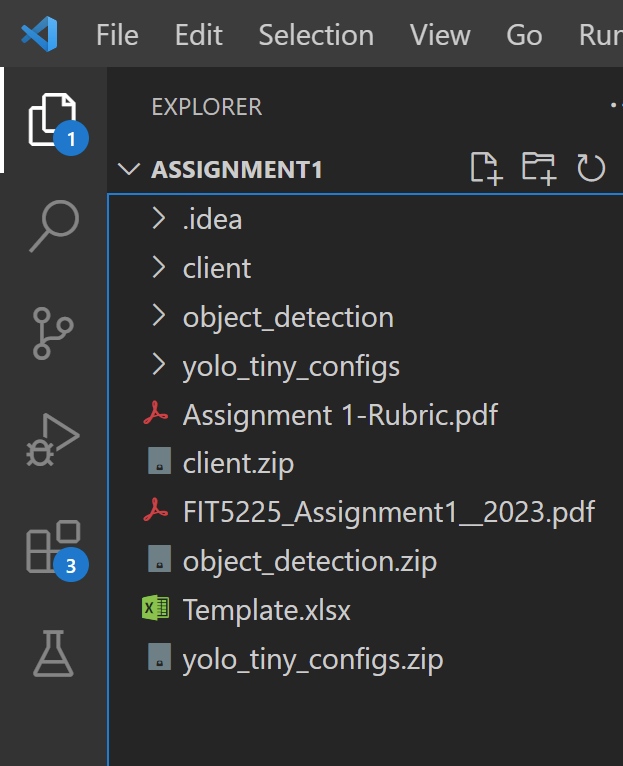 File Edit Selection View Go Run
EXPLORER
1
ASSIGNMENT1
.idea
client
object_detection
yolo_tiny_configs
Assignment 1-Rubric.pdf
client.zip
FIT5225_Assignment1__2023.pdf
object_detection.zip
3
Template.xlsx
yolo_tiny_configs.zip